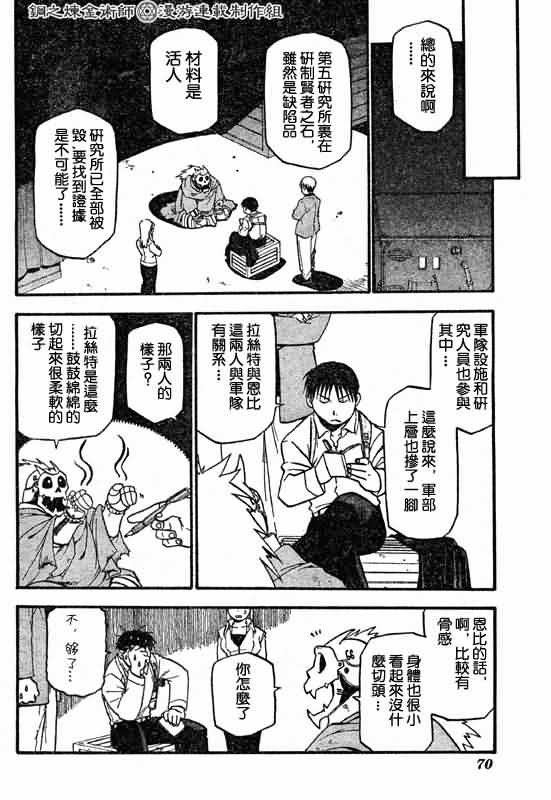 鋼之煉金術師 漫游連載制作組
總的來說啊
……
第五研究所裏在
研制賢者之石，
雖然是缺陷品
材料是
活人
研究所已全部被
毀，要找到證據
是不可能了……
軍隊設施和研
究人員也參與
其中…
這麼說來，軍部
上層也摻了一腳
拉絲特與恩比
這兩人與軍隊
有關系…
那兩人的
樣子？
拉絲特是這麼
……鼓鼓綿綿的
切起來很柔軟的
樣子
恩比的話，
啊，比較有
骨感
身體也很小
看起來沒什
麼切頭…
你怎麼
了
不，
够了…
70